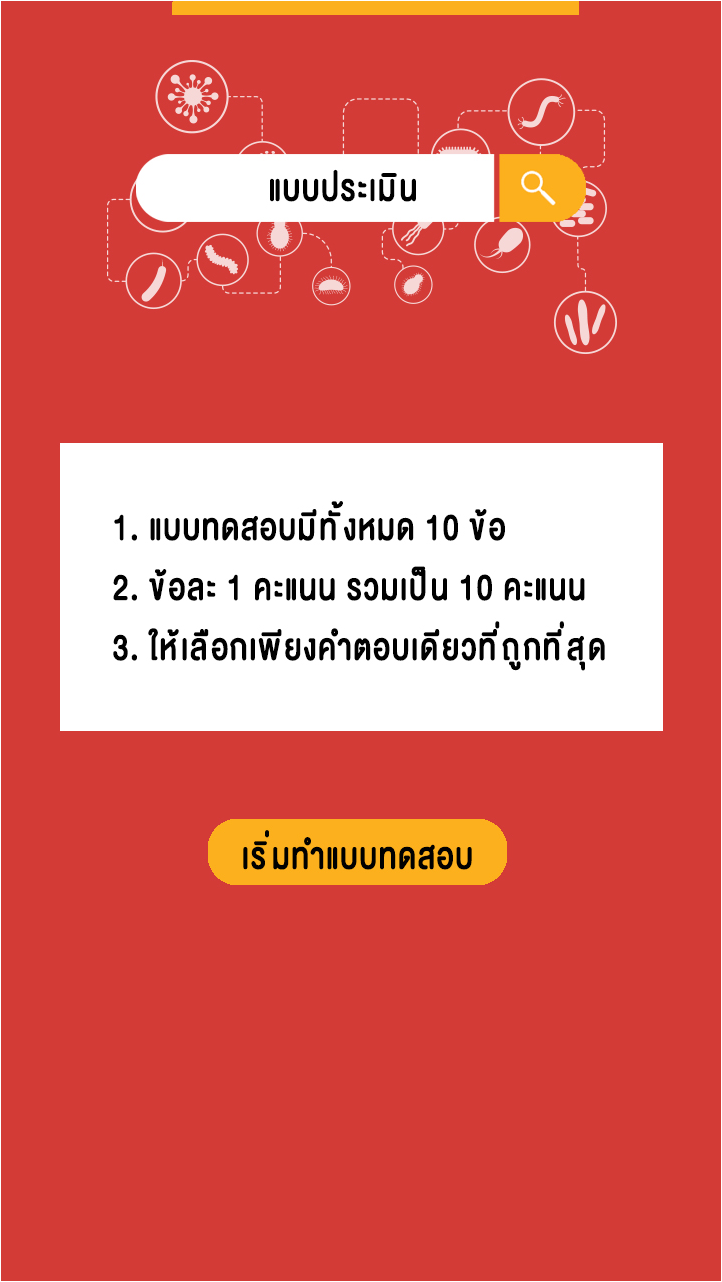 แบบประเมิน
1. แบบทดสอบมีทั้งหมด 10 ข้อ
2. ข้อละ 1 คะแนน รวมเป็น 10 คะแนน
3. ให้เลือกเพียงคำตอบเดียวที่ถูกที่สุด
เริ่มทำแบบทดสอบ